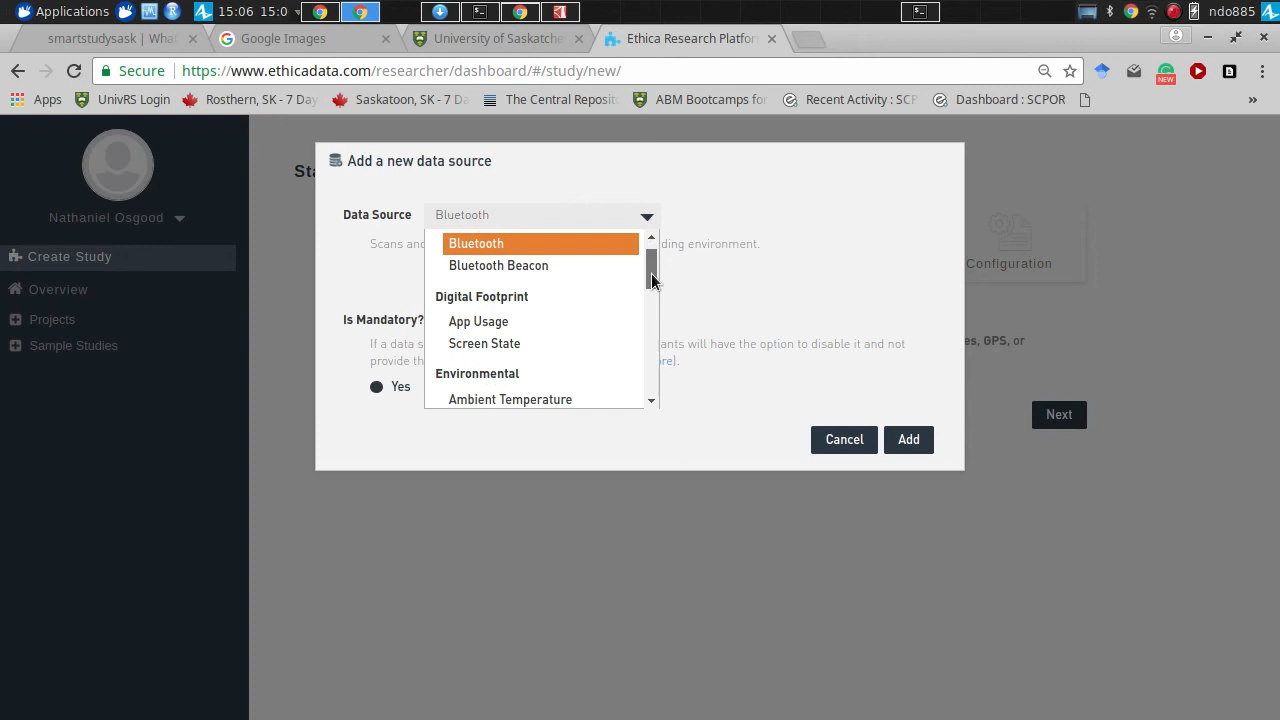 Applications 15:06 15:0 ndo885
smartstudysask | Wha
Google Images
University of Saskatche
Ethica Research Platfor
Secure https://www.ethicadata.com/researcher/dashboard/#/study/new/
NEW
Apps UnivRS Login Rosthern, SK - 7 Da Saskatoon, SK - 7 Da The Central Reposit ABM Bootcamps fo Recent Activity : SCP Dashboard : SCPOR »
Add a new data source
Sta
Data Source Bluetooth
Nathaniel Osgood
Scans an ding environment.
Bluetooth
Create Study
Configuration
Bluetooth Beacon
Overview
Digital Footprint
Projects
Is Mandatory?
App Usage
Sample Studies
If a data s ants will have the option to disable it and not
Screen State
es, GPS, or
provide th re).
Environmental
Yes
Ambient Temperature
Next
Cancel Add